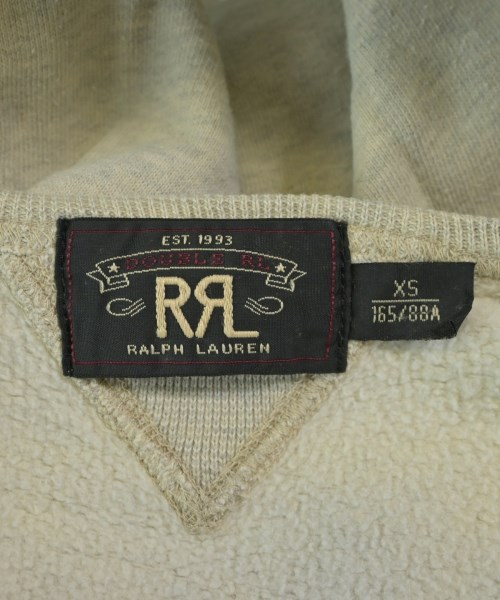 EST. 1993
DOUBLE RL
RRL
RALPH LAUREN
XS
165/88A